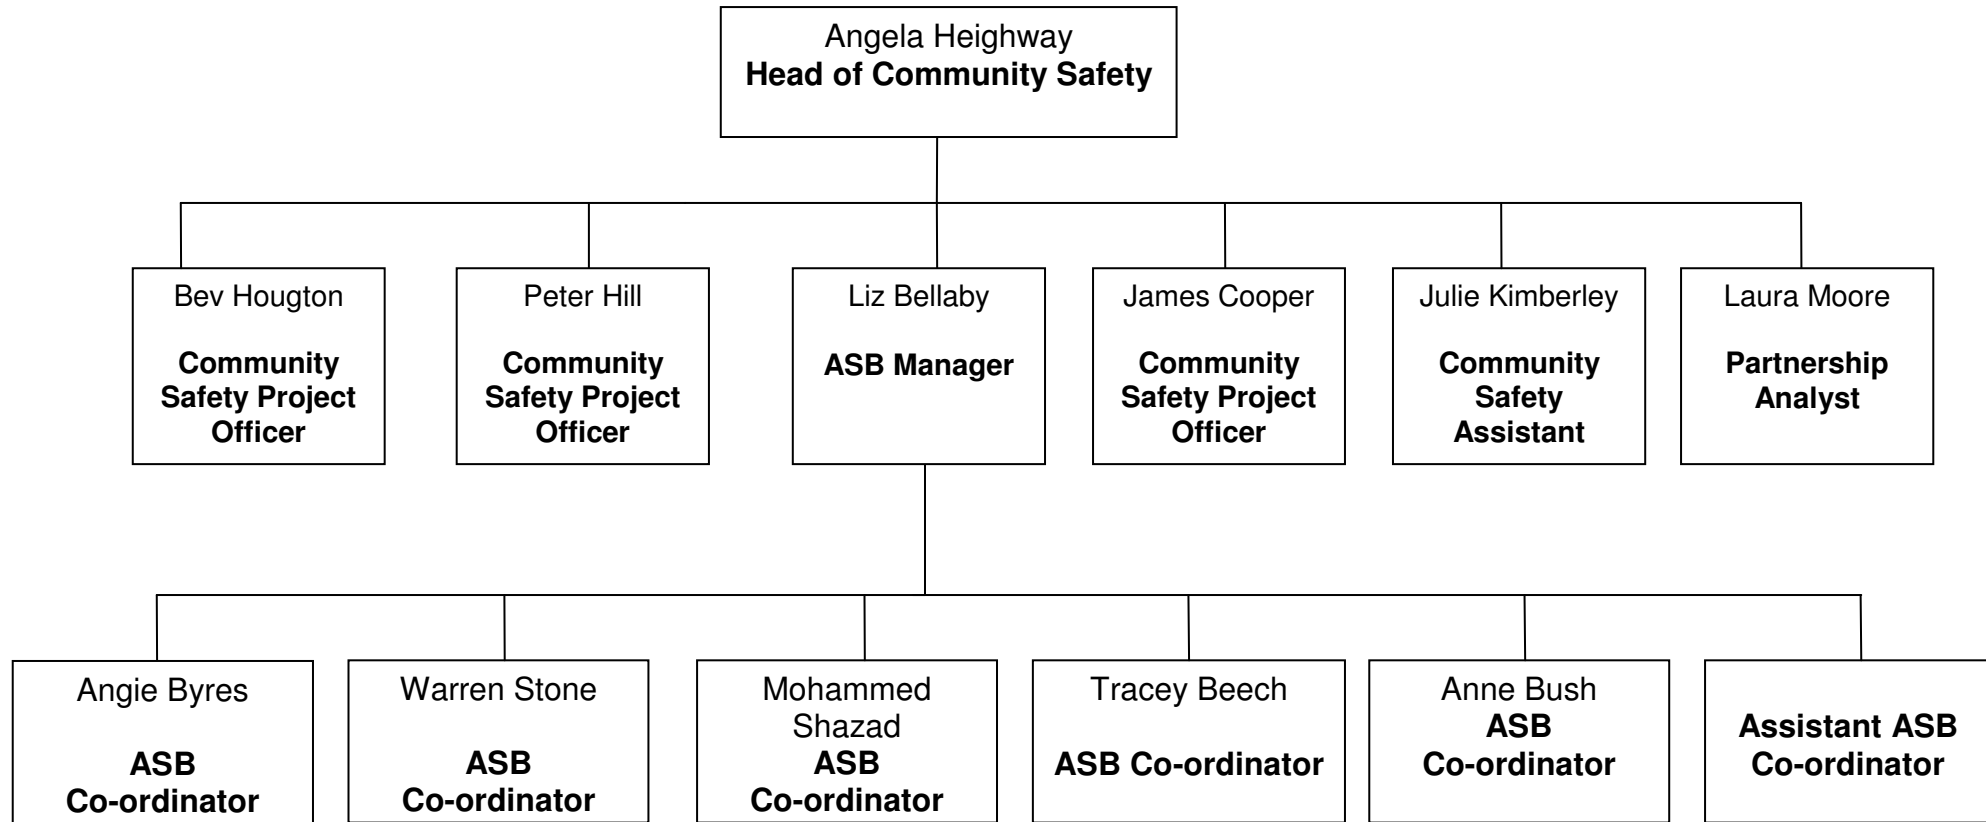 Angela Heighway
Head of Community Safety
Bev Hougton
Community
Safety Project
Officer
Peter Hill
Community
Safety Project
Officer
Liz Bellaby
ASB Manager
James Cooper
Community
Safety Project
Officer
Julie Kimberley
Community
Safety
Assistant
Laura Moore
Partnership
Analyst
Angie Byres
ASB
Co-ordinator
Warren Stone
ASB
Co-ordinator
Mohammed
Shazad
ASB
Co-ordinator
Tracey Beech
ASB Co-ordinator
Anne Bush
ASB
Co-ordinator
Assistant ASB
Co-ordinator